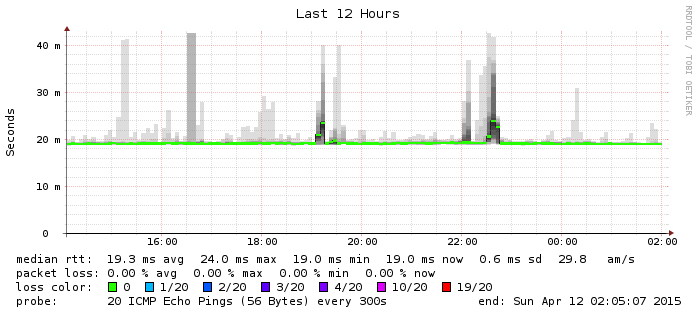 Last 12 Hours
RRDTOOL / TOBI OETIKER
Seconds
40 m
30 m
20 m
10 m
0
16:00 18:00 20:00 22:00 00:00 02:00
median rtt: 19.3 ms avg 24.0 ms max 19.0 ms min 19.0 ms now 0.6 ms sd 29.8 am/s
packet loss: 0.00 % avg 0.00 % max 0.00 % min 0.00 % now
loss color: 0 1/20 2/20 3/20 4/20 10/20 19/20
probe: 20 ICMP Echo Pings (56 Bytes) every 300s end: Sun Apr 12 02:05:07 2015